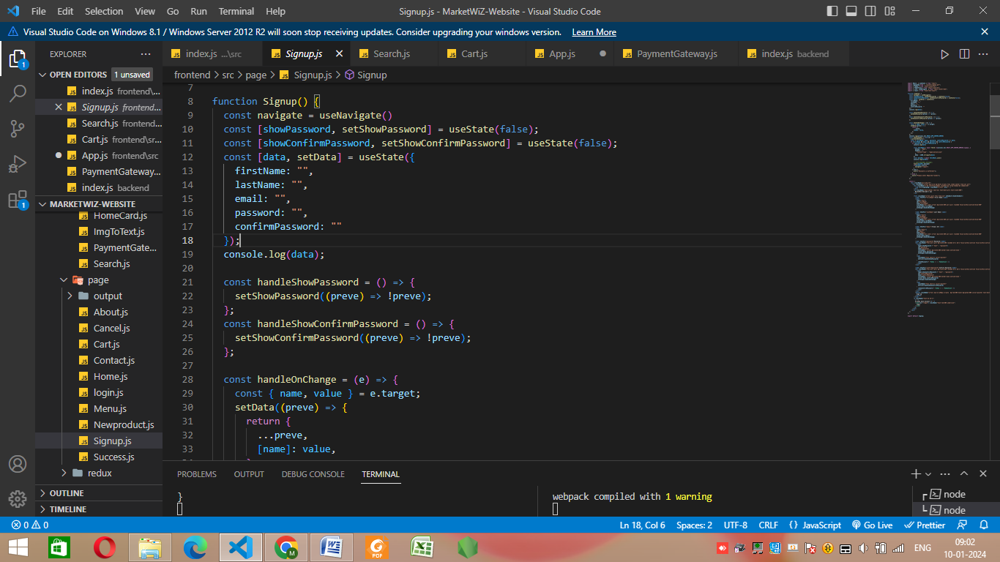 File Edit Selection View Go Run Terminal Help Signup.js - MarketWiZ-Website - Visual Studio Code
Visual Studio Code on Windows 8.1 / Windows Server 2012 R2 will soon stop receiving updates. Consider upgrading your windows version. Learn More
EXPLORER
OPEN EDITORS 1 unsaved
index.js frontend\...
Signup.js frontend...
Search.js frontend...
Cart.js frontend\sr...
App.js frontend\src
PaymentGateway...
index.js backend
MARKETWIZ-WEBSITE
HomeCard.js
ImgToText.js
PaymentGate...
Search.js
page
output
About.js
Cancel.js
Cart.js
Contact.js
Home.js
login.js
Menu.js
Newproduct.js
Signup.js
Success.js
redux
OUTLINE
TIMELINE
1
1
index.js ...\src Signup.js Search.js Cart.js App.js PaymentGateway.js index.js backend
frontend > src > page > Signup.js > Signup
7
8 function Signup() {
9 const navigate = useNavigate()
10 const [showPassword, setShowPassword] = useState(false);
11 const [showConfirmPassword, setShowConfirmPassword] = useState(false);
12 const [data, setData] = useState({
13 firstName: "",
14 lastName: "",
15 email: "",
16 password: "",
17 confirmPassword: ""
18 });
19 console.log(data);
20
21 const handleShowPassword = () => {
22 setShowPassword((preve) => !preve);
23 };
24 const handleShowConfirmPassword = () => {
25 setShowConfirmPassword((preve) => !preve);
26 };
27
28 const handleOnChange = (e) => {
29 const { name, value } = e.target;
30 setData((preve) => {
31 return {
32 ...preve,
33 [name]: value,
PROBLEMS OUTPUT DEBUG CONSOLE TERMINAL
}
webpack compiled with 1 warning
node
node
0 0 Ln 18, Col 6 Spaces: 2 UTF-8 CRLF {} JavaScript Go Live Prettier
ENG 09:02
10-01-2024